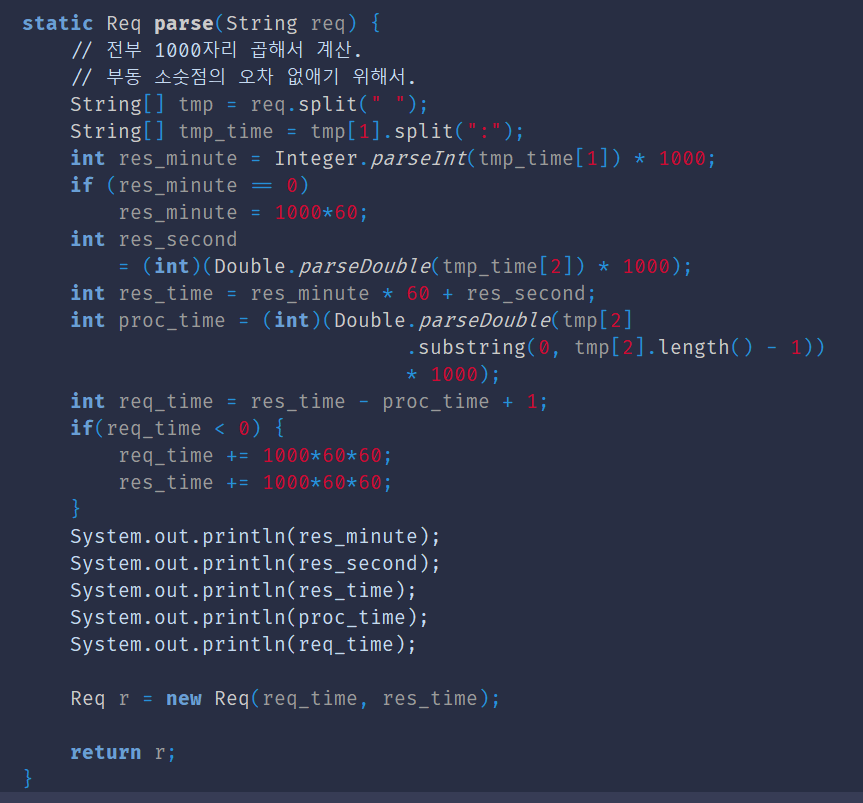 static Req parse(String req) {
    // 전부 1000자리 곱해서 계산.
    // 부동 소숫점의 오차 없애기 위해서.
    String[] tmp = req.split(" ");
    String[] tmp_time = tmp[1].split(":");
    int res_minute = Integer.parseInt(tmp_time[1]) * 1000;
    if (res_minute == 0)
        res_minute = 1000*60;
    int res_second
        = (int)(Double.parseDouble(tmp_time[2]) * 1000);
    int res_time = res_minute * 60 + res_second;
    int proc_time = (int)(Double.parseDouble(tmp[2]
                                .substring(0, tmp[2].length() - 1))
                                * 1000);
    int req_time = res_time - proc_time + 1;
    if(req_time < 0) {
        req_time += 1000*60*60;
        res_time += 1000*60*60;
    }
    System.out.println(res_minute);
    System.out.println(res_second);
    System.out.println(res_time);
    System.out.println(proc_time);
    System.out.println(req_time);

    Req r = new Req(req_time, res_time);

    return r;
}